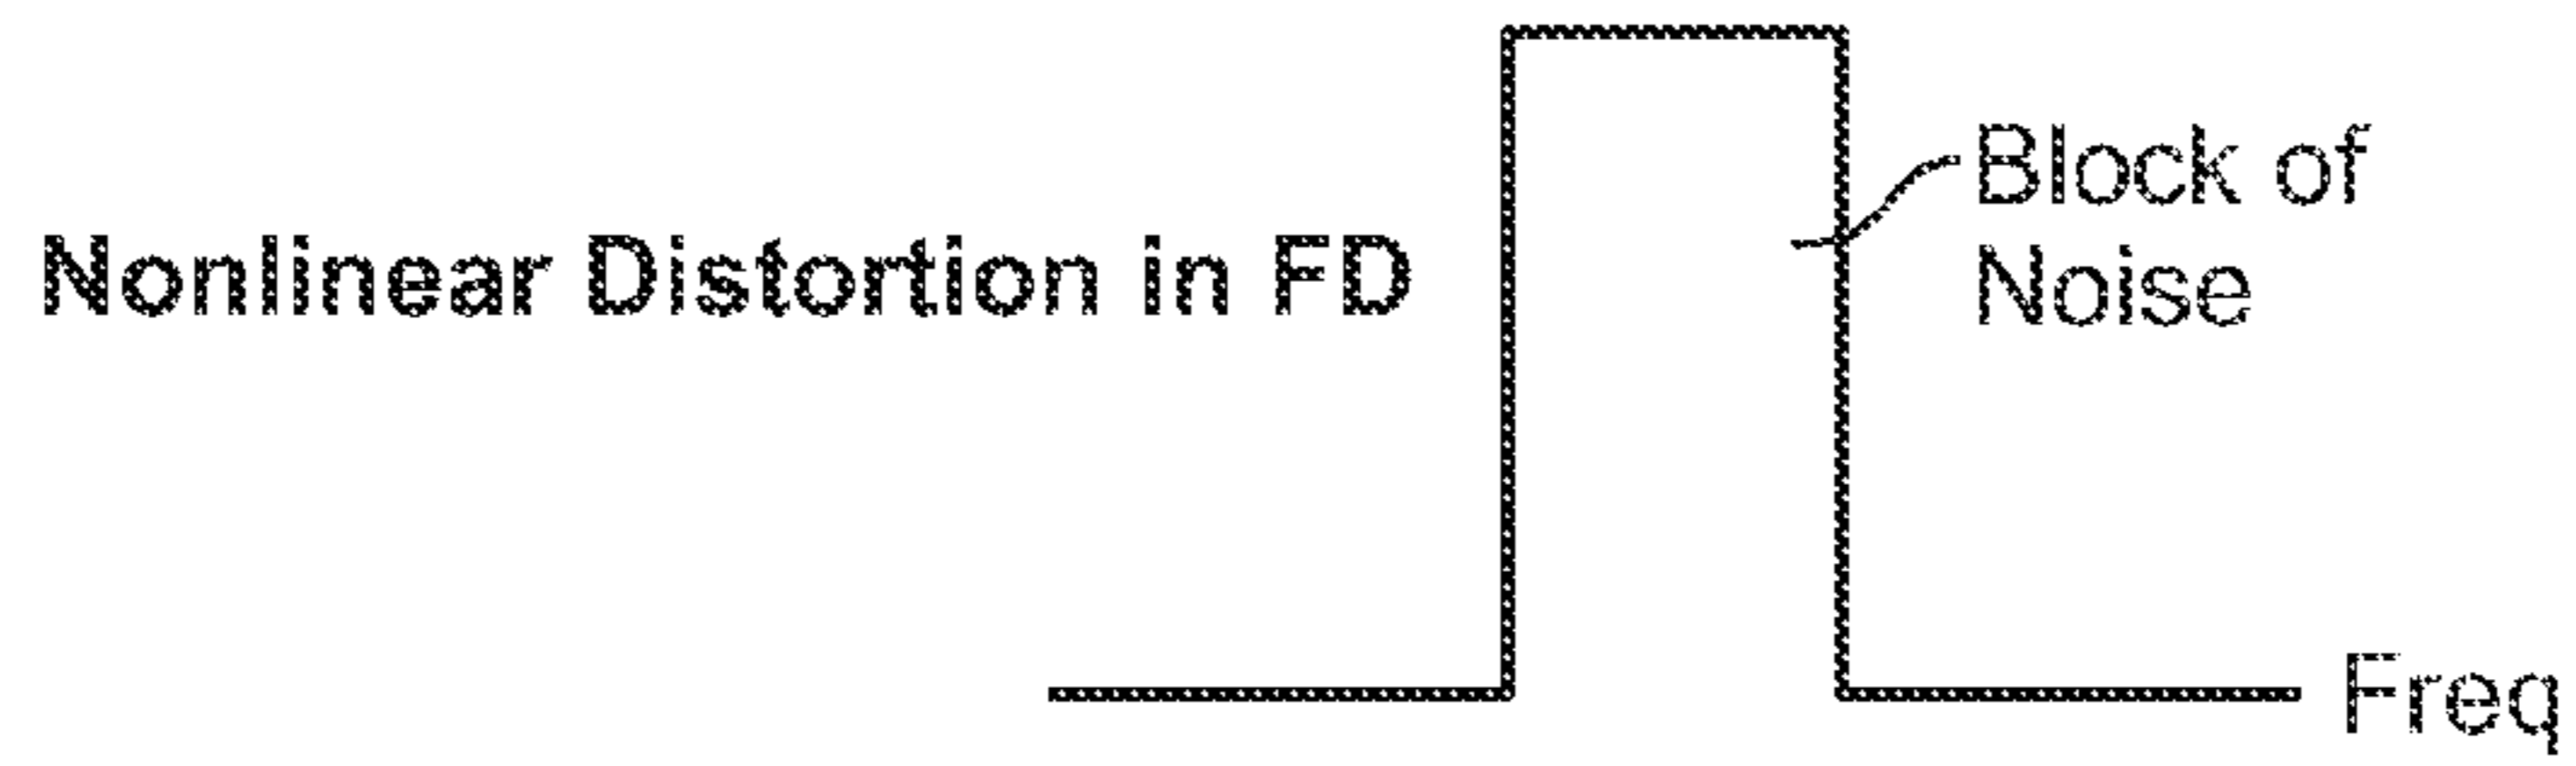 Nonlinear Distortion in FD
Block of
Noise
Freq